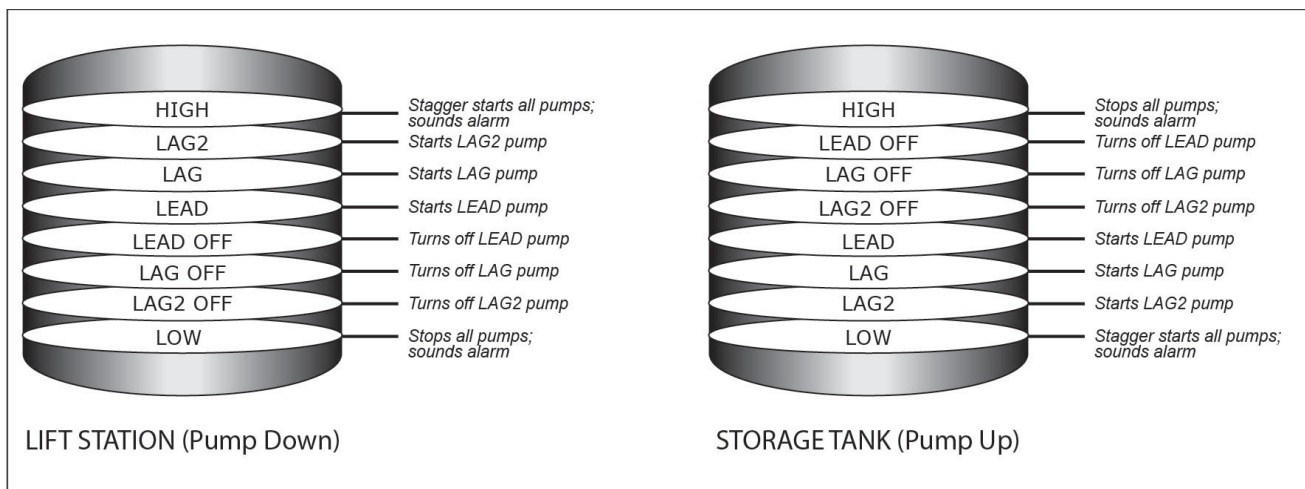 HIGH
LAG2
LAG
LEAD
LEAD OFF
LAG OFF
LAG2 OFF
LOW
Stagger starts all pumps;
sounds alarm
Starts LAG2 pump
Starts LAG pump
Starts LEAD pump
Turns off LEAD pump
Turns off LAG pump
Turns off LAG2 pump
Stops all pumps;
sounds alarm
LIFT STATION (Pump Down)
HIGH
LEAD OFF
LAG OFF
LAG2 OFF
LEAD
LAG
LAG2
LOW
Stops all pumps;
sounds alarm
Turns off LEAD pump
Turns off LAG pump
Turns off LAG2 pump
Starts LEAD pump
Starts LAG pump
Starts LAG2 pump
Stagger starts all pumps;
sounds alarm
STORAGE TANK (Pump Up)